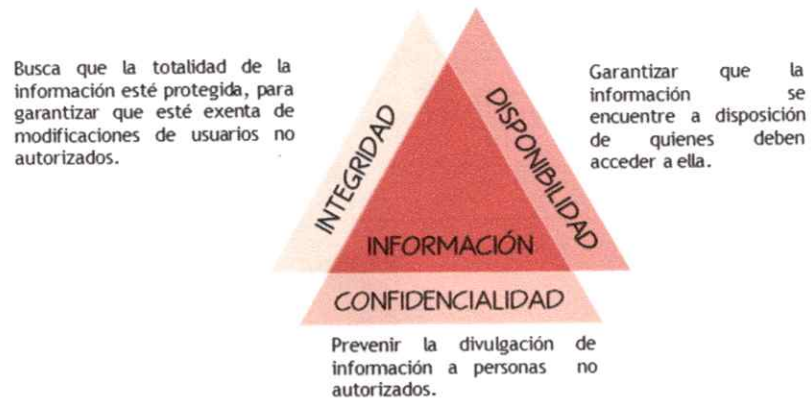 Busca que la totalidad de la
información esté protegida, para
garantizar que esté exenta de
modificaciones de usuarios no
autorizados.
INTEGRIDAD
DISPONIBILIDAD
Garantizar que la
información se
encuentre a disposición
de quienes deben
acceder a ella.
INFORMACIÓN
CONFIDENCIALIDAD
Prevenir la divulgación de
información a personas no
autorizados.